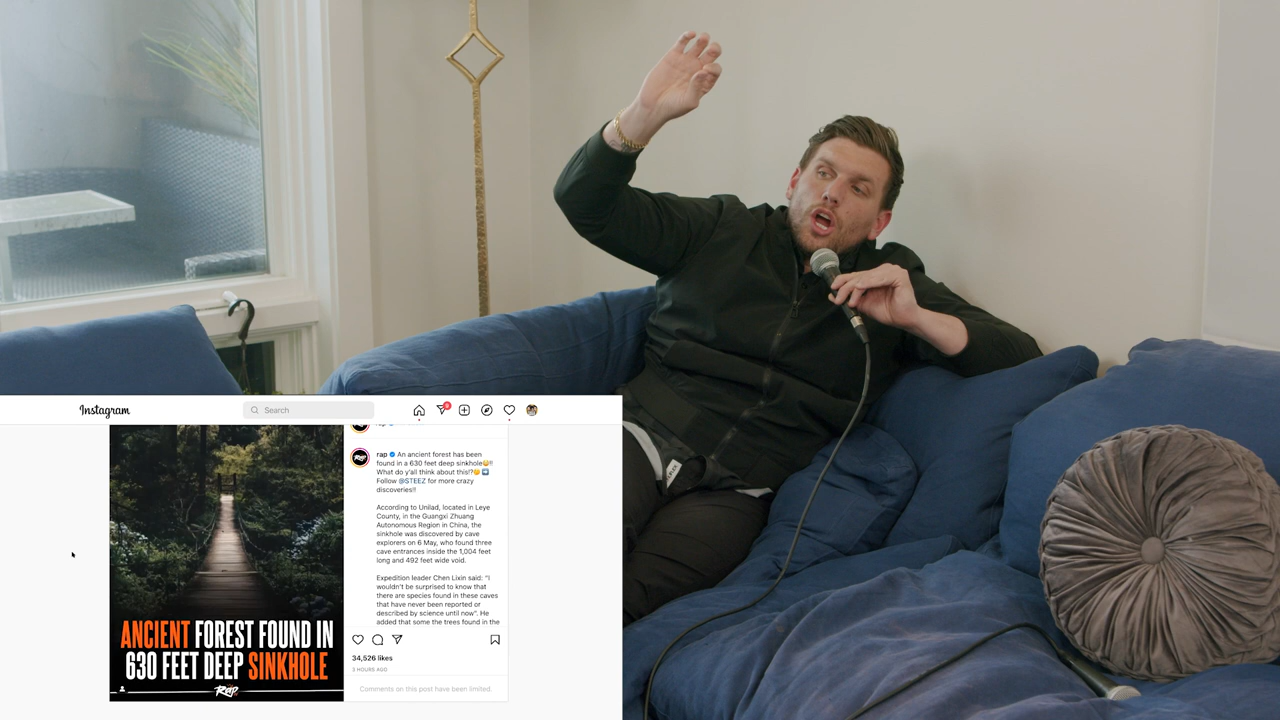 Instagram
Search
9
rap
rap An ancient forest has been
found in a 630 feet deep sinkhole😳‼
What do y'all think about this⁉🤔➡
Follow @STEEZ for more crazy
discoveries‼
According to Unilad, located in Leye
County, in the Guangxi Zhuang
Autonomous Region in China, the
sinkhole was discovered by cave
explorers on 6 May, who found three
cave entrances inside the 1,004 feet
long and 492 feet wide void.
Expedition leader Chen Lixin said: "I
wouldn't be surprised to know that
there are species found in these caves
that have never been reported or
described by science until now". He
added that some the trees found in the
ANCIENT FOREST FOUND IN
630 FEET DEEP SINKHOLE
Rap
34,526 likes
3 HOURS AGO
Comments on this post have been limited.